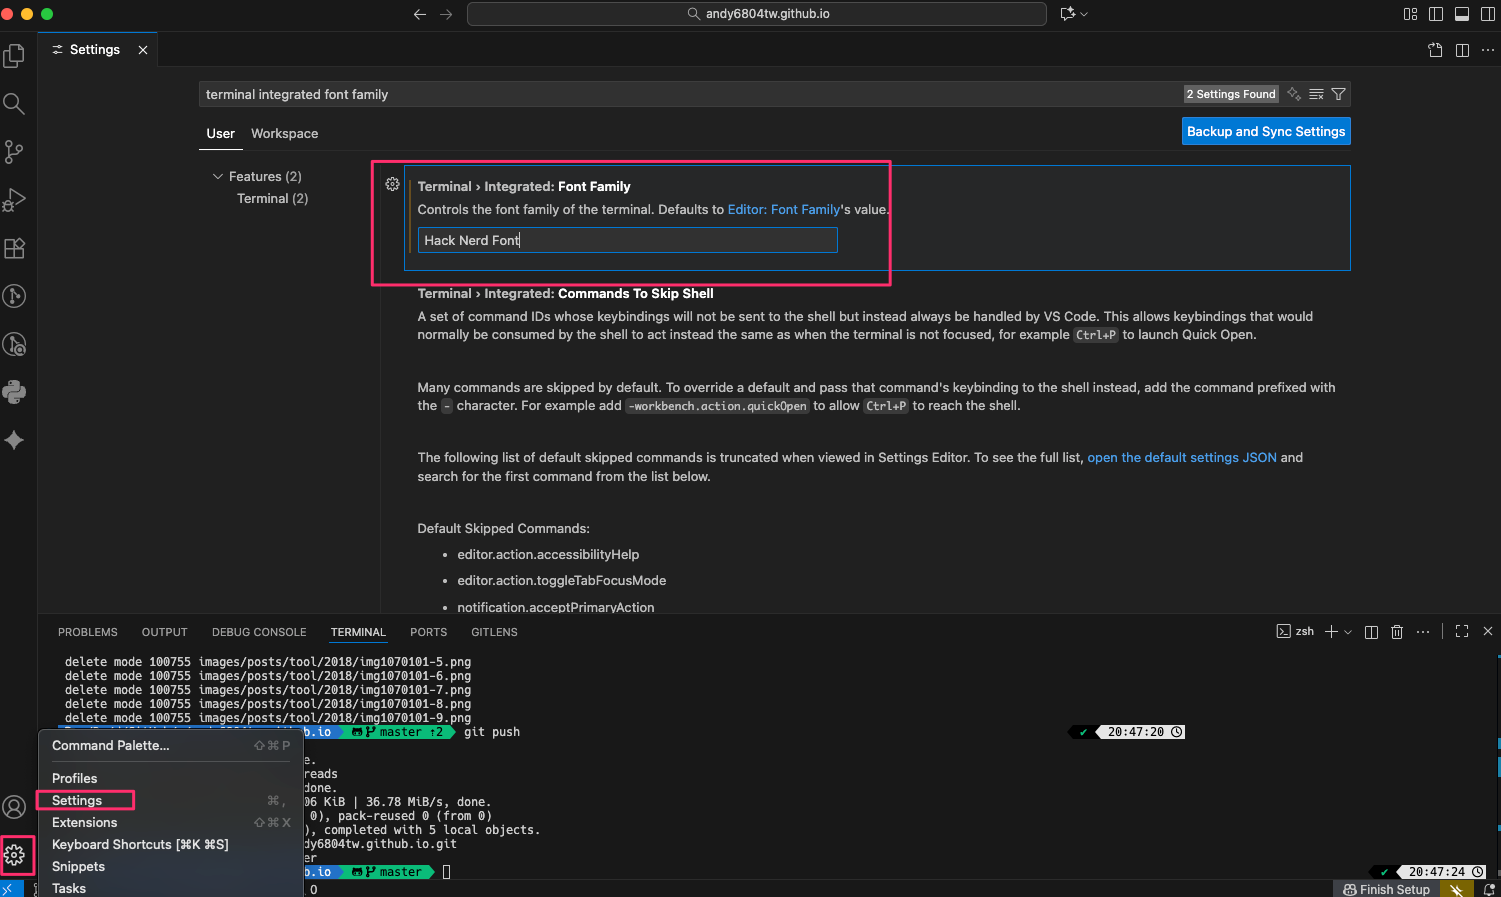 andy6804tw.github.io
Settings
terminal integrated font family
2 Settings Found
User
Workspace
Backup and Sync Settings
Features (2)
Terminal (2)
Terminal › Integrated: Font Family
Controls the font family of the terminal. Defaults to Editor: Font Family's value.
Hack Nerd Font
Terminal › Integrated: Commands To Skip Shell
A set of command IDs whose keybindings will not be sent to the shell but instead always be handled by VS Code. This allows keybindings that would
normally be consumed by the shell to act instead the same as when the terminal is not focused, for example Ctrl+P to launch Quick Open.
Many commands are skipped by default. To override a default and pass that command's keybinding to the shell instead, add the command prefixed with
the - character. For example add -workbench.action.quickOpen to allow Ctrl+P to reach the shell.
The following list of default skipped commands is truncated when viewed in Settings Editor. To see the full list, open the default settings JSON and
search for the first command from the list below.
Default Skipped Commands:
• editor.action.accessibilityHelp
• editor.action.toggleTabFocusMode
• notification.acceptPrimaryAction
PROBLEMS
OUTPUT
DEBUG CONSOLE
TERMINAL
PORTS
GITLENS
zsh
delete mode 100755 images/posts/tool/2018/img1070101-5.png
delete mode 100755 images/posts/tool/2018/img1070101-6.png
delete mode 100755 images/posts/tool/2018/img1070101-7.png
delete mode 100755 images/posts/tool/2018/img1070101-8.png
delete mode 100755 images/posts/tool/2018/img1070101-9.png
b.io master ↑2 git push ✔ 20:47:20
e.
reads
done.
06 KiB | 36.78 MiB/s, done.
0), pack-reused 0 (from 0)
), completed with 5 local objects.
dy6804tw.github.io.git
er
b.io master ✔ 20:47:24
Command Palette... ⇧⌘P
Profiles
Settings ⌘,
Extensions ⇧⌘X
Keyboard Shortcuts [⌘K ⌘S]
Snippets
Tasks
0
Finish Setup